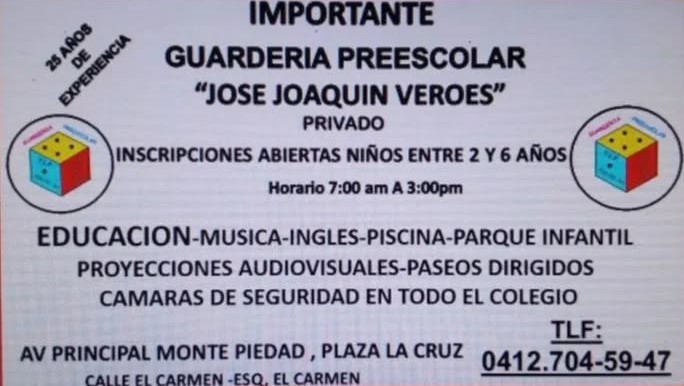 IMPORTANTE
25 AÑOS
DE
EXPERIENCIA
GUARDERIA PREESCOLAR
“JOSE JOAQUIN VEROES”
PRIVADO
INSCRIPCIONES ABIERTAS NIÑOS ENTRE 2 Y 6 AÑOS
Horario 7:00 am A 3:00pm
EDUCACION-MUSICA-INGLES-PISCINA-PARQUE INFANTIL
PROYECCIONES AUDIOVISUALES-PASEOS DIRIGIDOS
CAMARAS DE SEGURIDAD EN TODO EL COLEGIO
AV PRINCIPAL MONTE PIEDAD , PLAZA LA CRUZ
CALLE EL CARMEN -ESQ, EL CARMEN
TLF:
0412.704-59-47